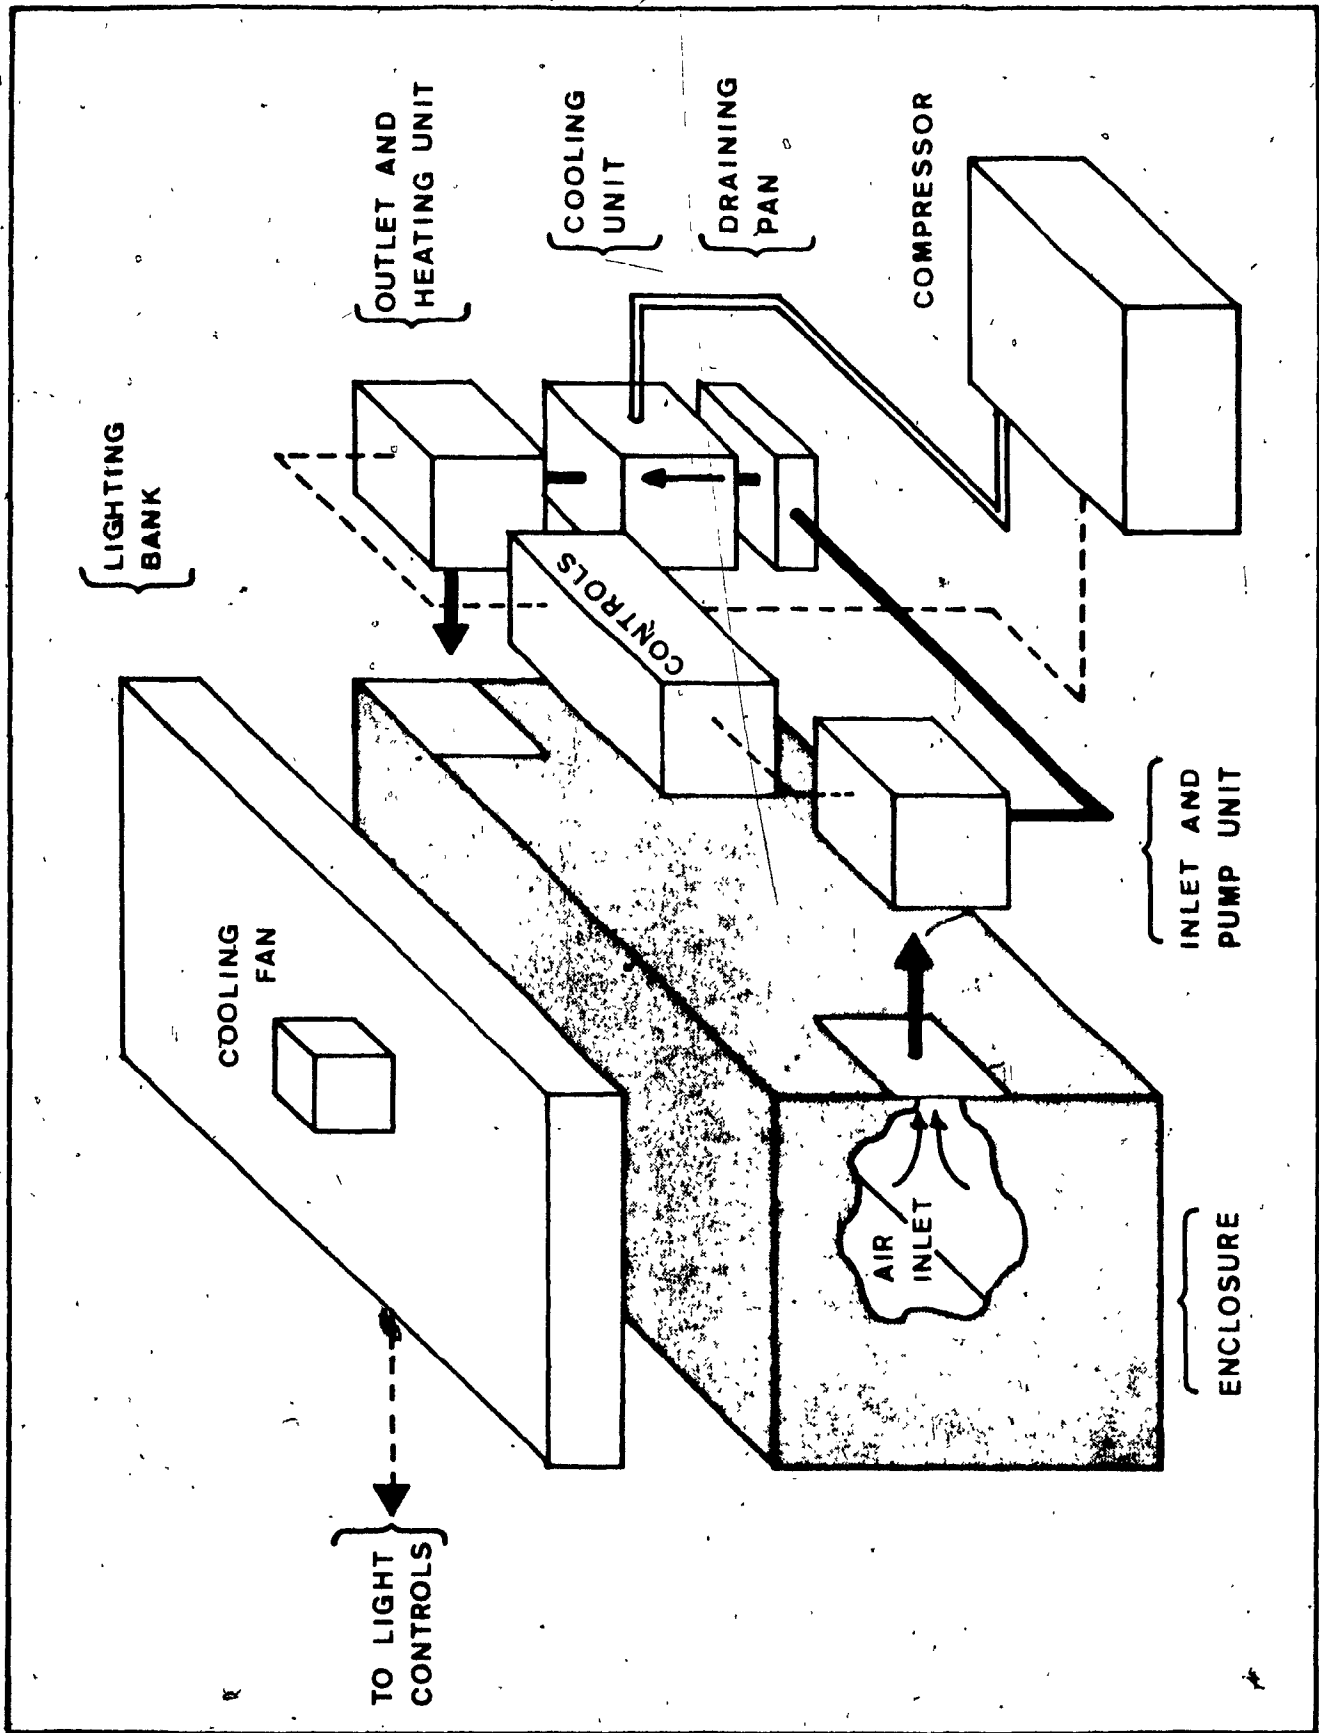 LIGHTING
BANK
OUTLET AND
HEATING UNIT
COOLING
FAN
COOLING
UNIT
TO LIGHT
CONTROLS
CONTROLS
DRAINING
PAN
AIR
INLET
COMPRESSOR
INLET AND
PUMP UNIT
ENCLOSURE